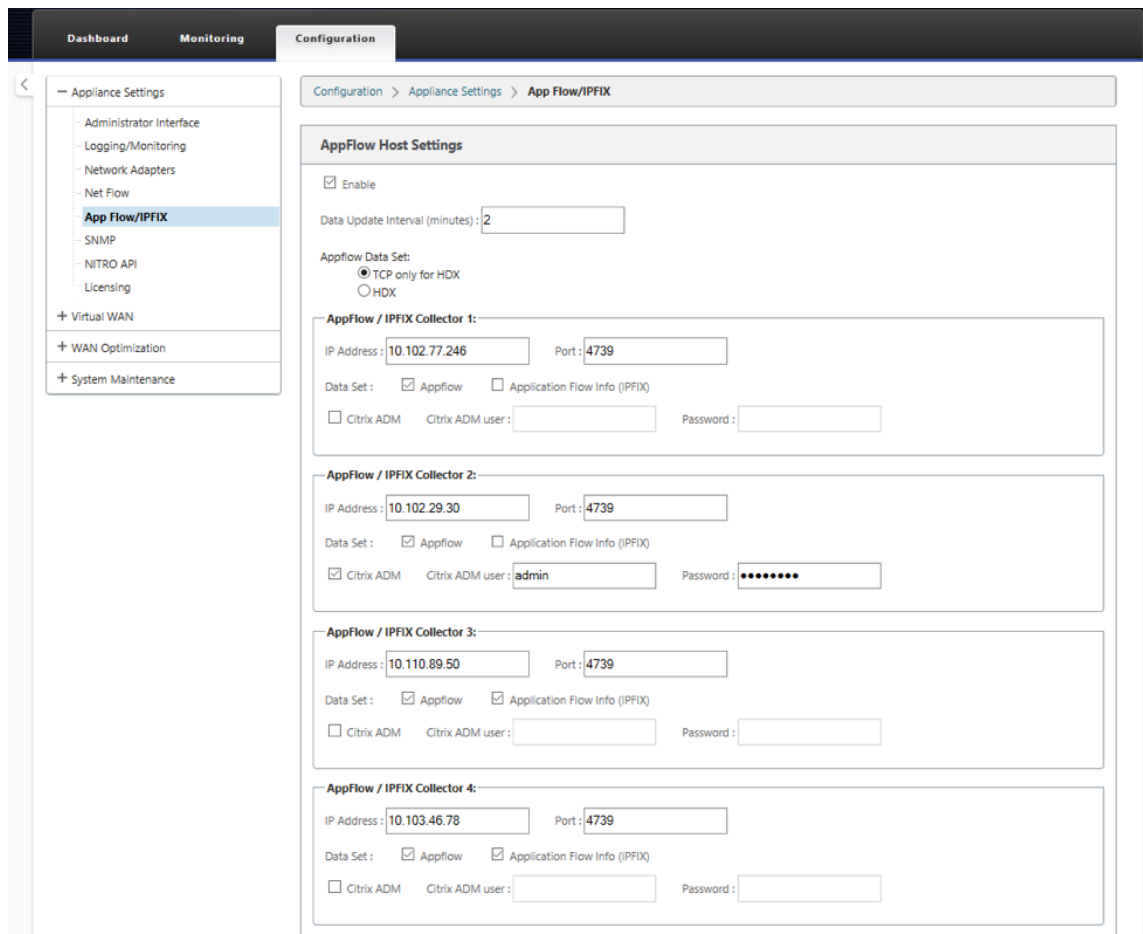 Dashboard Monitoring Configuration
Configuration > Appliance Settings > App Flow/IPFIX
Appliance Settings
Administrator Interface
Logging/Monitoring
Network Adapters
Net Flow
App Flow/IPFIX
SNMP
NITRO API
Licensing
Virtual WAN
WAN Optimization
System Maintenance
AppFlow Host Settings
Enable
Data Update Interval (minutes) : 2
Appflow Data Set:
TCP only for HDX
HDX
AppFlow / IPFIX Collector 1:
IP Address : 10.102.77.246 Port : 4739
Data Set : Appflow Application Flow Info (IPFIX)
Citrix ADM Citrix ADM user : Password :
AppFlow / IPFIX Collector 2:
IP Address : 10.102.29.30 Port : 4739
Data Set : Appflow Application Flow Info (IPFIX)
Citrix ADM Citrix ADM user : admin Password : ••••••••
AppFlow / IPFIX Collector 3:
IP Address : 10.110.89.50 Port : 4739
Data Set : Appflow Application Flow Info (IPFIX)
Citrix ADM Citrix ADM user : Password :
AppFlow / IPFIX Collector 4:
IP Address : 10.103.46.78 Port : 4739
Data Set : Appflow Application Flow Info (IPFIX)
Citrix ADM Citrix ADM user : Password :